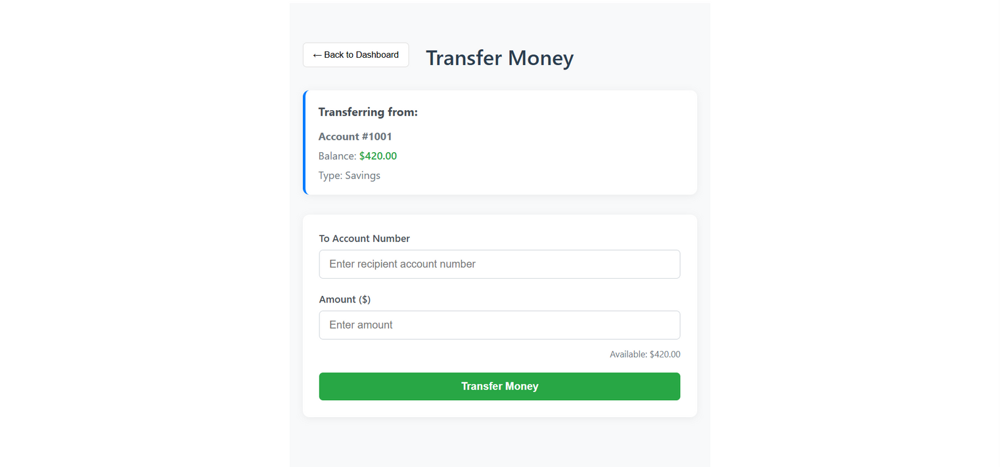 ← Back to Dashboard
Transfer Money
Transferring from:
Account #1001
Balance: $420.00
Type: Savings
To Account Number
Enter recipient account number
Amount ($)
Enter amount
Available: $420.00
Transfer Money